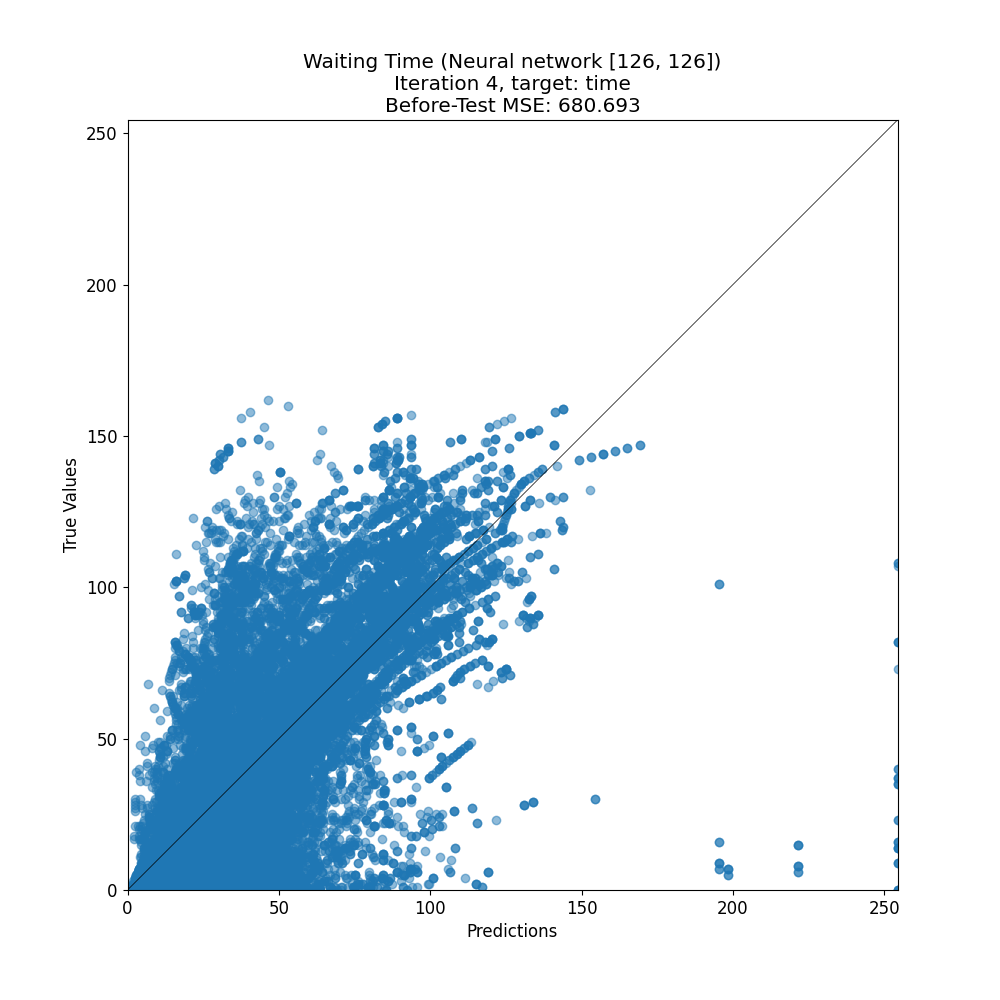 Waiting Time (Neural network [126, 126])
Iteration 4, target: time
Before-Test MSE: 680.693
250
200
150
100
50
0
True Values
0 50 100 150 200 250
Predictions